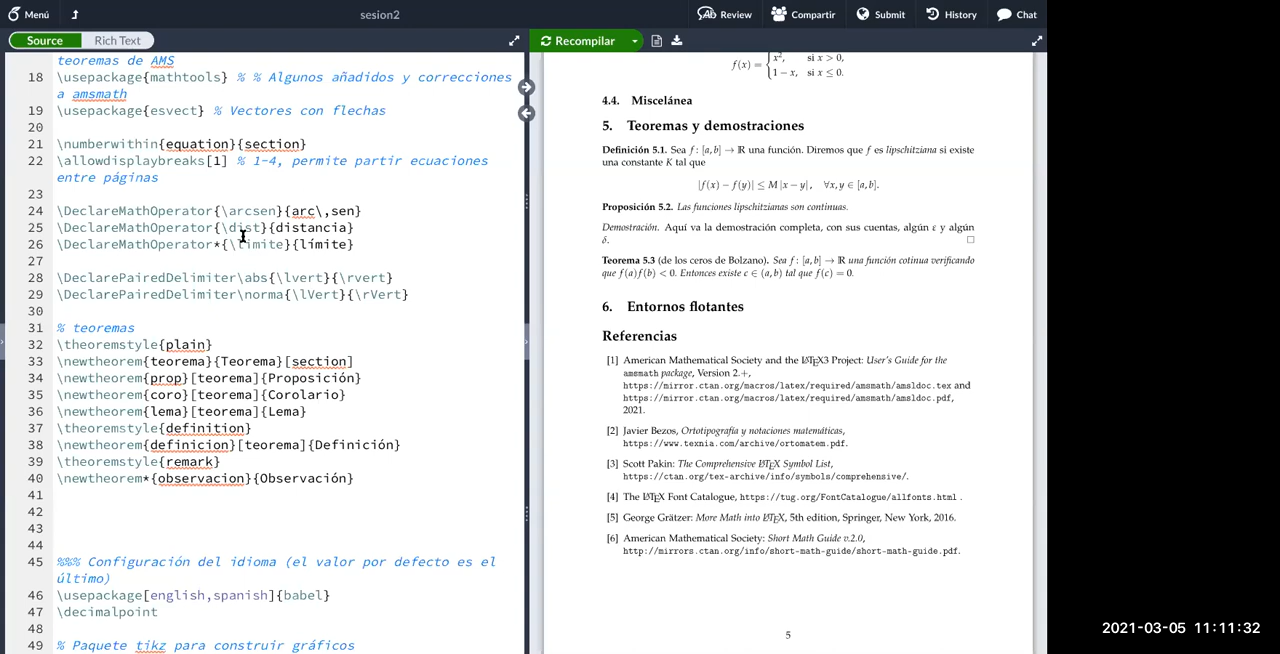 Menú
sesion2
Review
Compartir
Submit
History
Chat
Source
Rich Text
Recompilar
teoremas de AMS
18 \usepackage{mathtools} % % Algunos añadidos y correcciones
a amsmath
19 \usepackage{esvect} % Vectores con flechas
20
21 \numberwithin{equation}{section}
22 \allowdisplaybreaks[1] % 1-4, permite partir ecuaciones
entre páginas
23
24 \DeclareMathOperator{\arcsen}{arc\,sen}
25 \DeclareMathOperator{\dist}{distancia}
26 \DeclareMathOperator*{\limite}{límite}
27
28 \DeclarePairedDelimiter\abs{\lvert}{\rvert}
29 \DeclarePairedDelimiter\norma{\lVert}{\rVert}
30
31 % teoremas
32 \theoremstyle{plain}
33 \newtheorem{teorema}{Teorema}[section]
34 \newtheorem{prop}[teorema]{Proposición}
35 \newtheorem{coro}[teorema]{Corolario}
36 \newtheorem{lema}[teorema]{Lema}
37 \theoremstyle{definition}
38 \newtheorem{definicion}[teorema]{Definición}
39 \theoremstyle{remark}
40 \newtheorem*{observacion}{Observación}
41
42
43
44
45 %%% Configuración del idioma (el valor por defecto es el
último)
46 \usepackage[english,spanish]{babel}
47 \decimalpoint
48
49 % Paquete tikz para construir gráficos
f(x) = { x², si x > 0,
1 − x, si x ≤ 0.
4.4. Miscelánea
5. Teoremas y demostraciones
Definición 5.1. Sea f : [a, b] → ℝ una función. Diremos que f es lipschitziana si existe
una constante K tal que
|f(x) − f(y)| ≤ M |x − y| , ∀x, y ∈ [a, b].
Proposición 5.2. Las funciones lipschitzianas son continuas.
Demostración. Aquí va la demostración completa, con sus cuentas, algún ε y algún
δ. □
Teorema 5.3 (de los ceros de Bolzano). Sea f : [a, b] → ℝ una función cotinua verificando
que f(a)f(b) < 0. Entonces existe c ∈ (a, b) tal que f(c) = 0.
6. Entornos flotantes
Referencias
[1] American Mathematical Society and the LATEX3 Project: User's Guide for the
amsmath package, Version 2.+,
https://mirror.ctan.org/macros/latex/required/amsmath/amsldoc.tex and
https://mirror.ctan.org/macros/latex/required/amsmath/amsldoc.pdf,
2021.
[2] Javier Bezos, Ortotipografía y notaciones matemáticas,
https://www.texnia.com/archive/ortomatem.pdf.
[3] Scott Pakin: The Comprehensive LATEX Symbol List,
https://ctan.org/tex-archive/info/symbols/comprehensive/.
[4] The LATEX Font Catalogue, https://tug.org/FontCatalogue/allfonts.html .
[5] George Grätzer: More Math into LATEX, 5th edition, Springer, New York, 2016.
[6] American Mathematical Society: Short Math Guide v.2.0,
http://mirrors.ctan.org/info/short-math-guide/short-math-guide.pdf.
5
2021-03-05 11:11:32